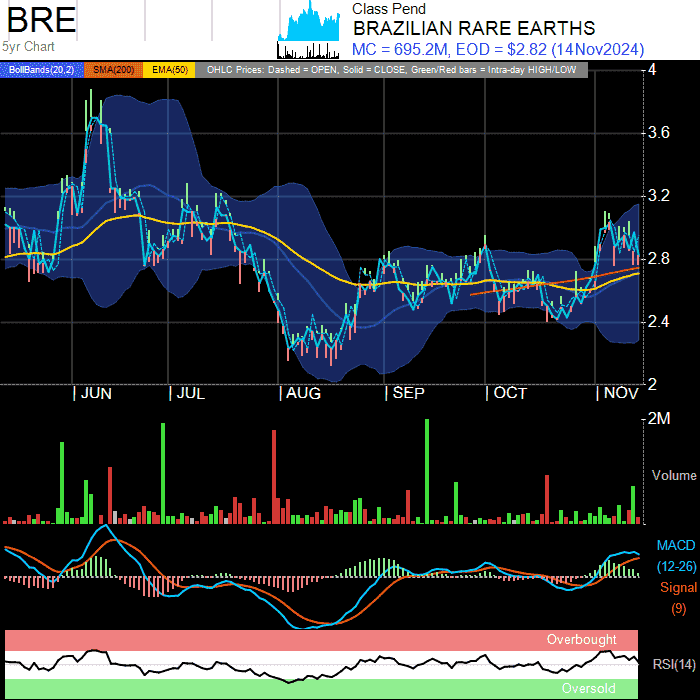 BRE
5yr Chart
Class Pend
BRAZILIAN RARE EARTHS
MC = 695.2M, EOD = $2.82 (14Nov2024)
BollBands(20,2) SMA(200) EMA(50) OHLC Prices: Dashed = OPEN, Solid = CLOSE, Green/Red bars = Intra-day HIGH/LOW
4
3.6
3.2
2.8
2.4
2
JUN JUL AUG SEP OCT NOV
2M
Volume
MACD
(12-26)
Signal
(9)
Overbought
RSI(14)
Oversold